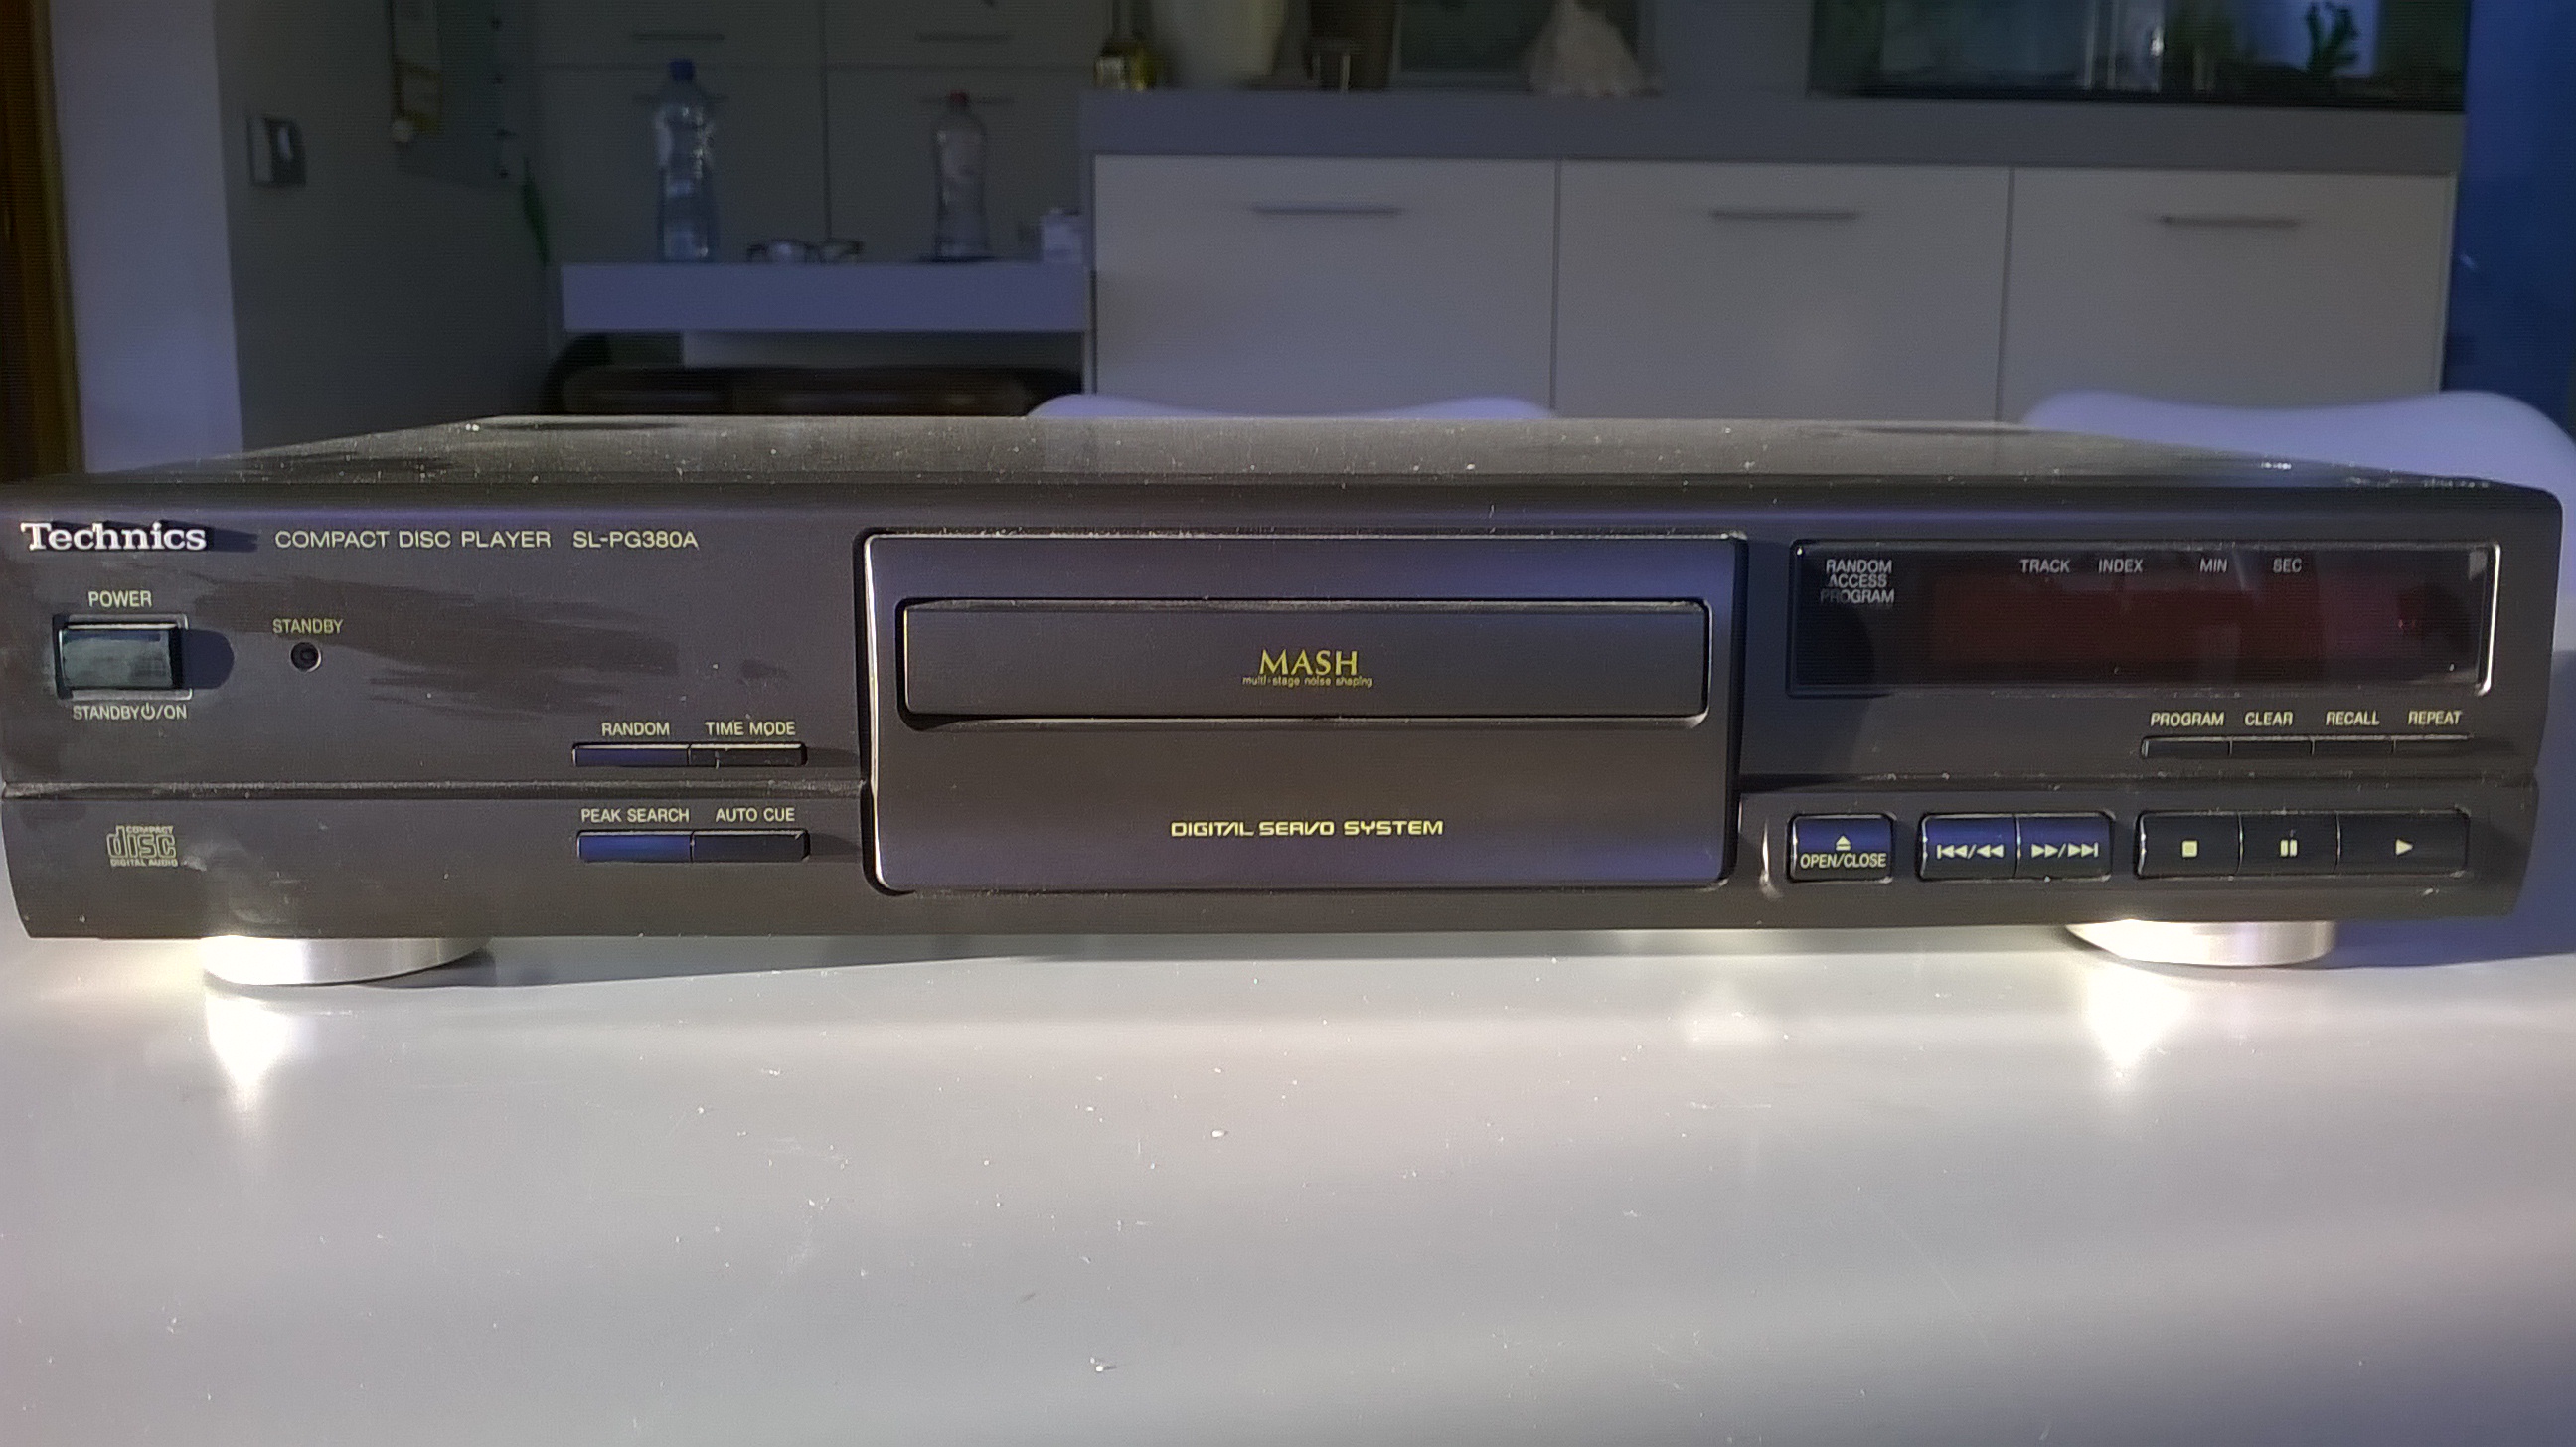 Technics
COMPACT DISC PLAYER SL-PG380A
POWER
STANDBY⏻/ON
STANDBY
RANDOM TIME MODE
PEAK SEARCH AUTO CUE
COMPACT
disc
DIGITAL AUDIO
MASH
multi-stage noise shaping
DIGITAL SERVO SYSTEM
RANDOM
ACCESS
PROGRAM
TRACK INDEX MIN SEC
PROGRAM CLEAR RECALL REPEAT
OPEN/CLOSE